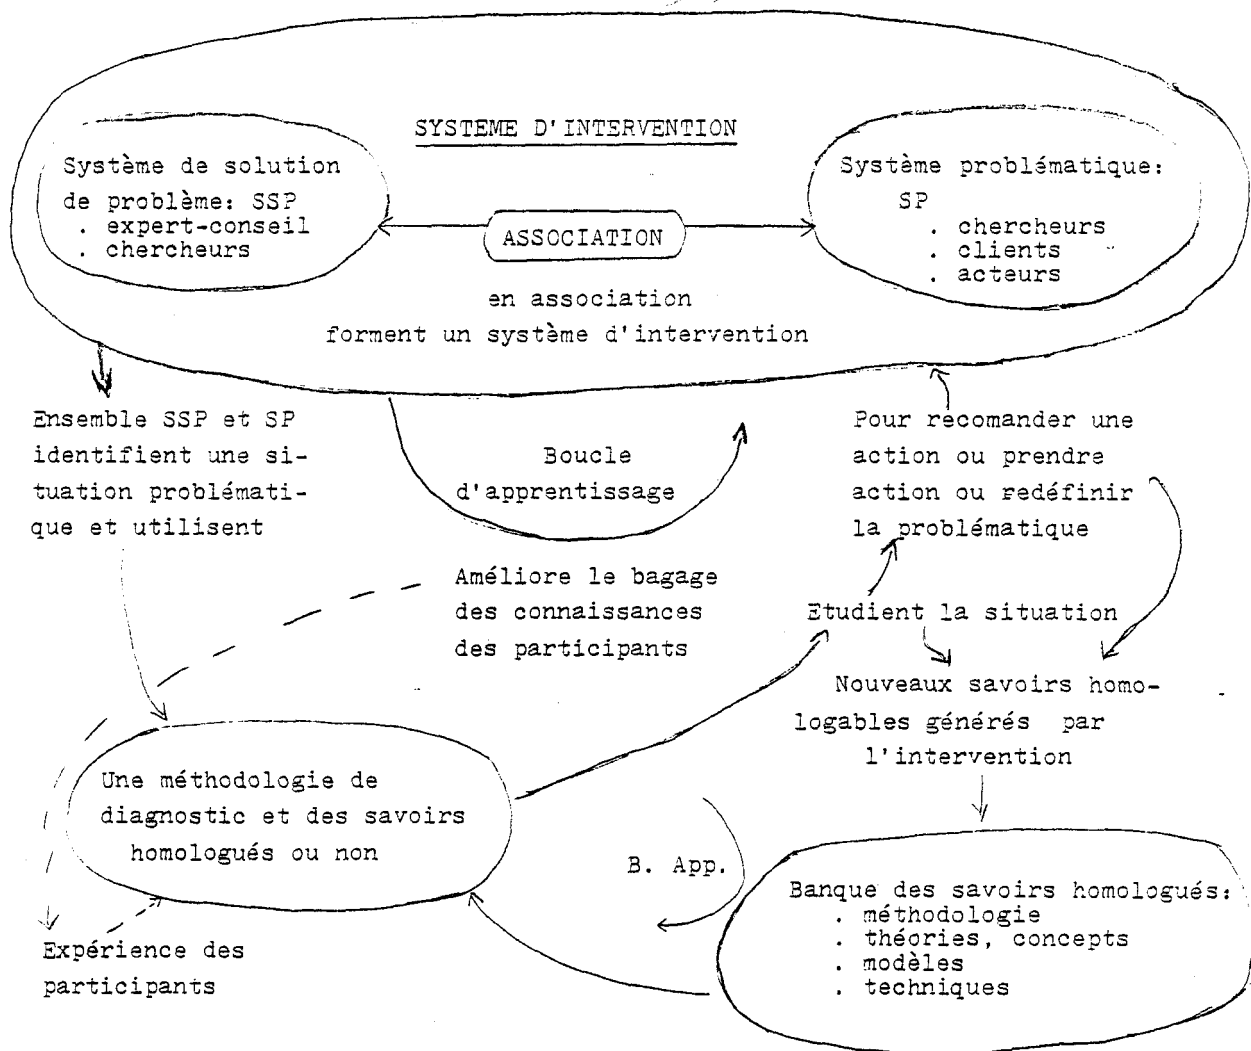 SYSTEME D'INTERVENTION
Système de solution
de problème: SSP
. expert-conseil
. chercheurs
Système problématique:
SP
. chercheurs
. clients
. acteurs
ASSOCIATION
en association
forment un système d'intervention
Ensemble SSP et SP
identifient une si-
tuation problémati-
que et utilisent
Boucle
d'apprentissage
Pour recomander une
action ou prendre
action ou redéfinir
la problématique
Améliore le bagage
des connaissances
des participants
Etudient la situation
Nouveaux savoirs homo-
logables générés par
l'intervention
Une méthodologie de
diagnostic et des savoirs
homologués ou non
B. App.
Banque des savoirs homologués:
. méthodologie
. théories, concepts
. modèles
. techniques
Expérience des
participants